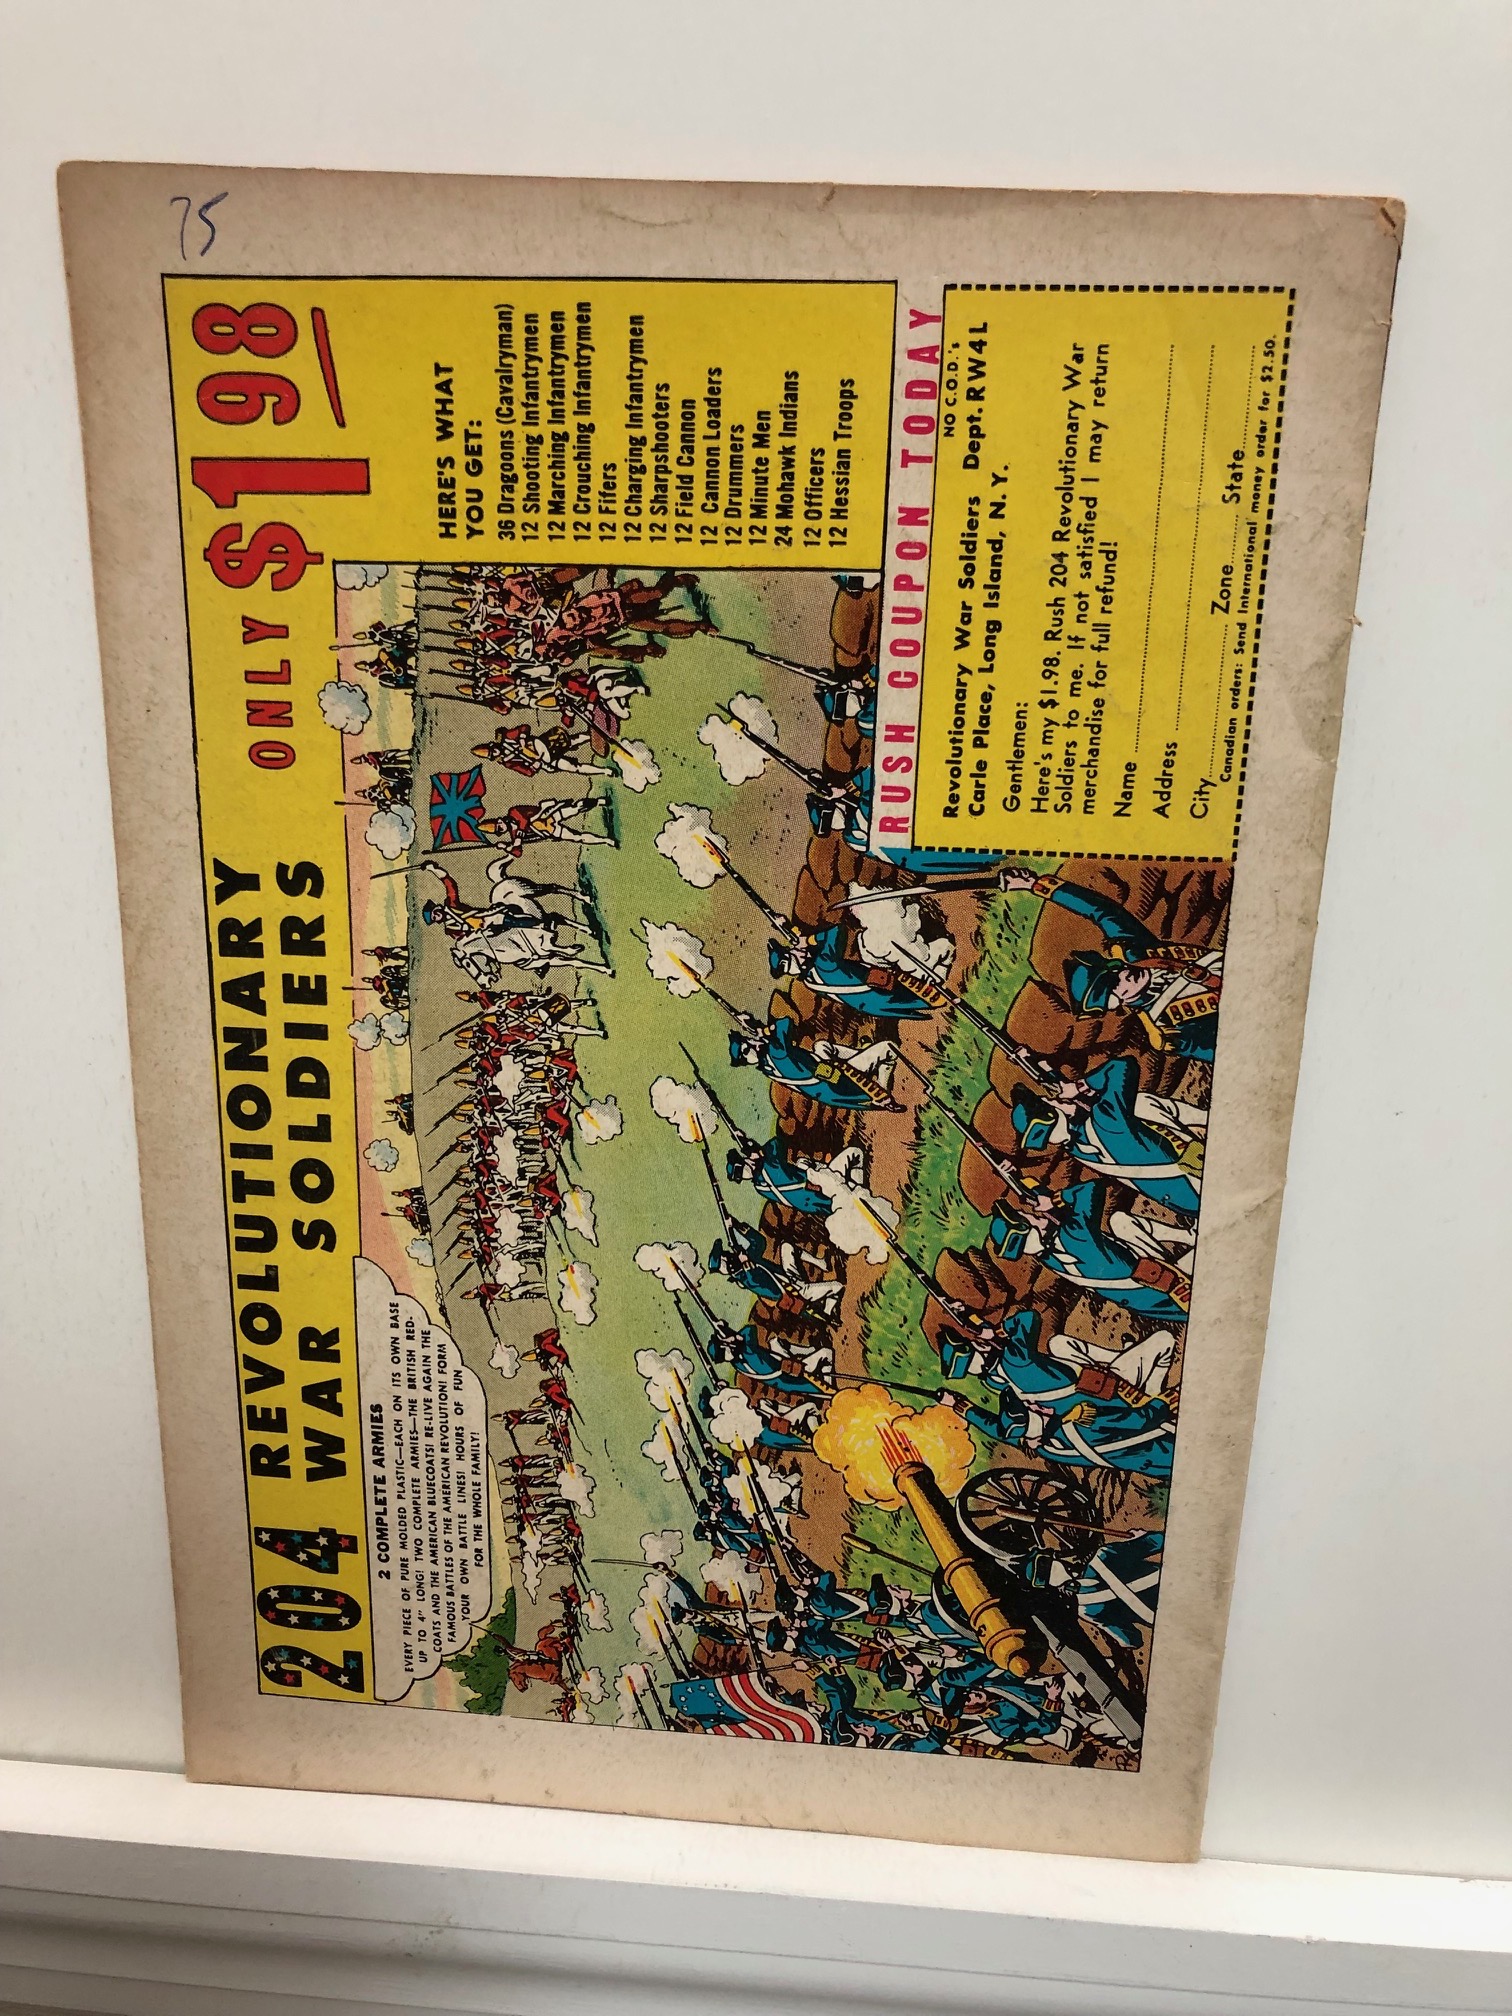 75
204 REVOLUTIONARY
WAR SOLDIERS
ONLY $198
2 COMPLETE ARMIES
EVERY PIECE OF PURE MOLDED PLASTIC—EACH ON ITS OWN BASE
UP TO 4" LONG! TWO COMPLETE ARMIES—THE BRITISH RED-
COATS AND THE AMERICAN BLUECOATS! RE-LIVE AGAIN THE
FAMOUS BATTLES OF THE AMERICAN REVOLUTION! FORM
YOUR OWN BATTLE LINES! HOURS OF FUN
FOR THE WHOLE FAMILY!
HERE'S WHAT
YOU GET:
36 Dragoons (Cavalryman)
12 Shooting Infantrymen
12 Marching Infantrymen
12 Crouching Infantrymen
12 Fifers
12 Charging Infantrymen
12 Sharpshooters
12 Field Cannon
12 Cannon Loaders
12 Drummers
12 Minute Men
24 Mohawk Indians
12 Officers
12 Hessian Troops
RUSH COUPON TODAY
NO C.O.D.'s
Revolutionary War Soldiers Dept. RW4L
Carle Place, Long Island, N. Y.
Gentlemen:
Here's my $1.98. Rush 204 Revolutionary War
Soldiers to me. If not satisfied I may return
merchandise for full refund!
Name
Address
City Zone State
Canadian orders: Send International money order for $2.50.